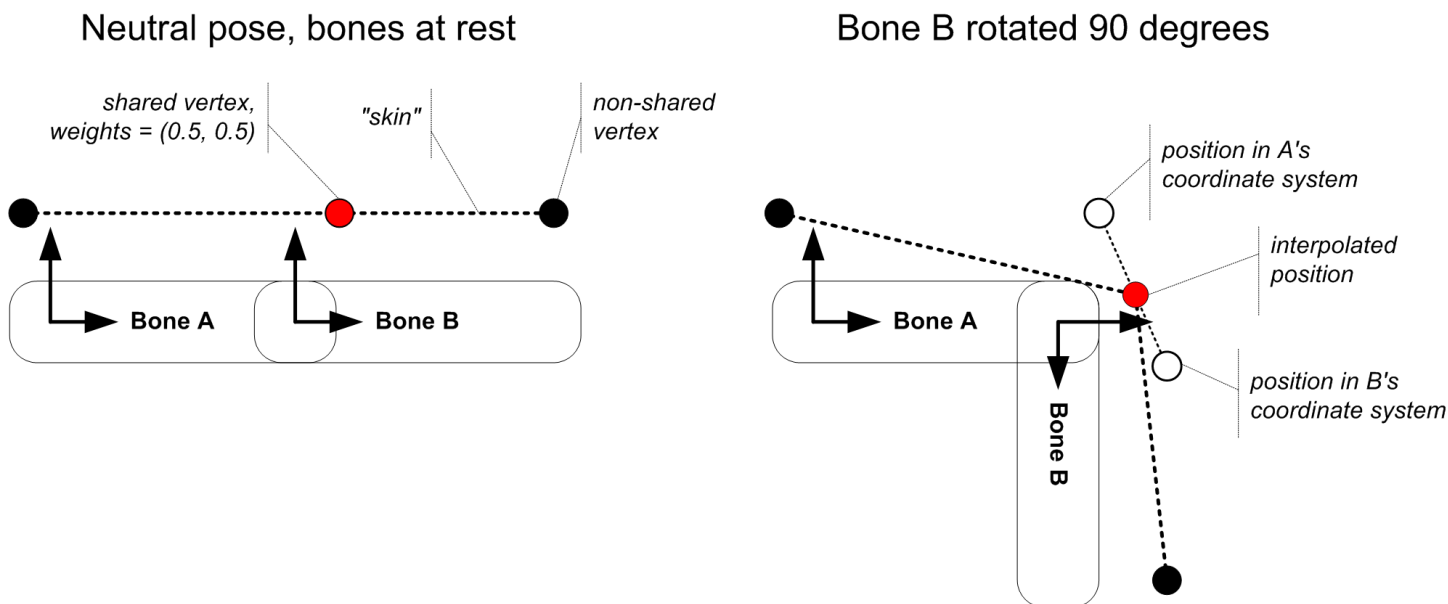 Neutral pose, bones at rest
shared vertex,
weights = (0.5, 0.5)
"skin"
non-shared
vertex
Bone A
Bone B
Bone B rotated 90 degrees
position in A's
coordinate system
interpolated
position
Bone A
position in B's
coordinate system
Bone B